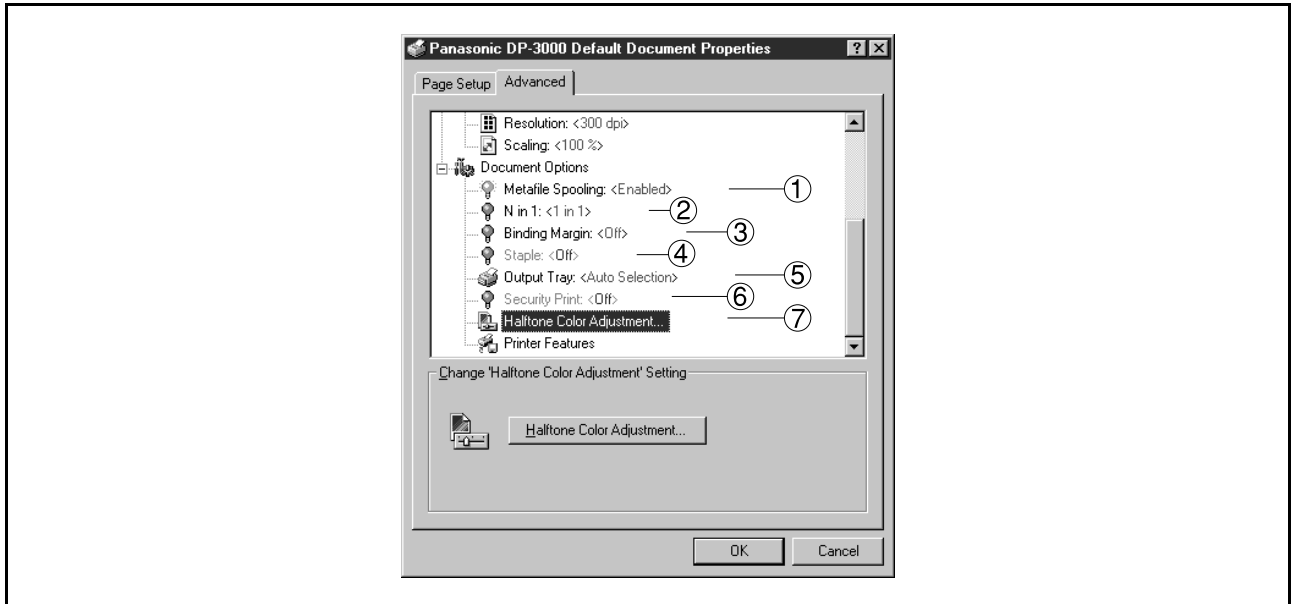 Panasonic DP-3000 Default Document Properties
Page Setup Advanced
Resolution: <300 dpi>
Scaling: <100 %>
Document Options
Metafile Spooling: <Enabled> ①
N in 1: <1 in 1> ②
Binding Margin: <Off> ③
Staple: <Off> ④
Output Tray: <Auto Selection> ⑤
Security Print: <Off> ⑥
Halftone Color Adjustment... ⑦
Printer Features
Change 'Halftone Color Adjustment' Setting
Halftone Color Adjustment...
OK Cancel